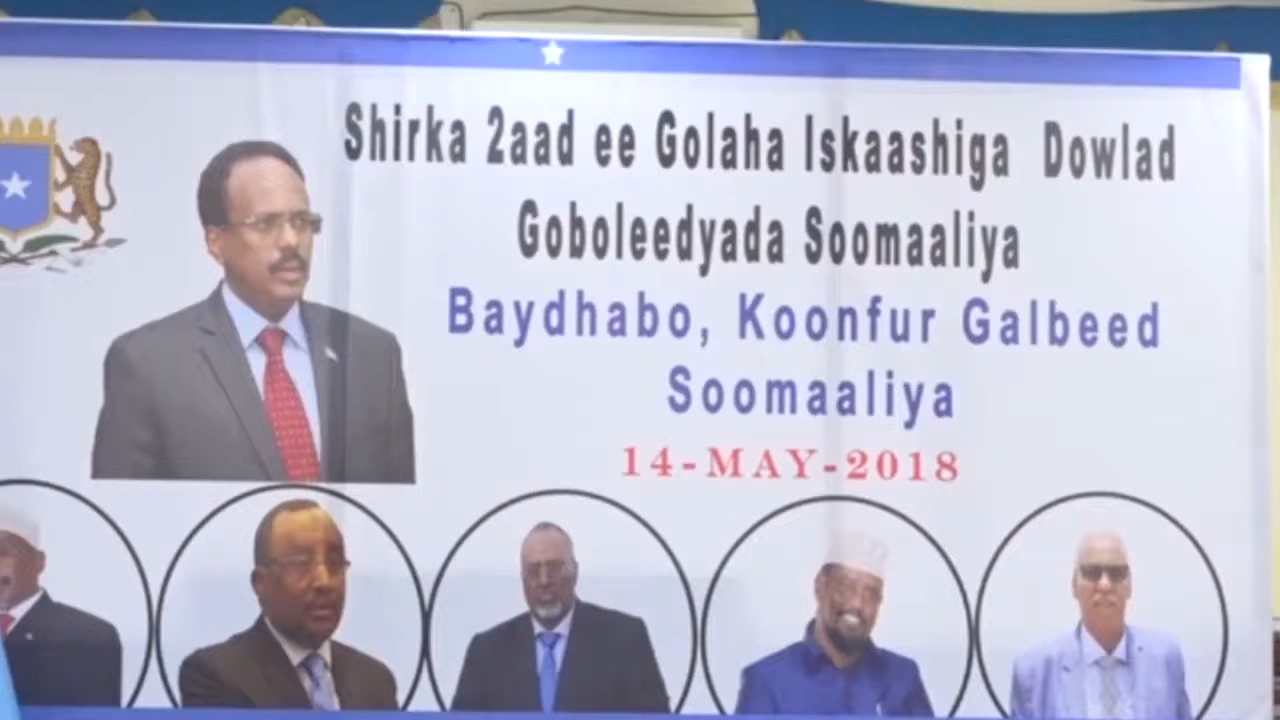 Shirka 2aad ee Golaha Iskaashiga Dowlad
Goboleedyada Soomaaliya
Baydhabo, Koonfur Galbeed
Soomaaliya
14-MAY-2018